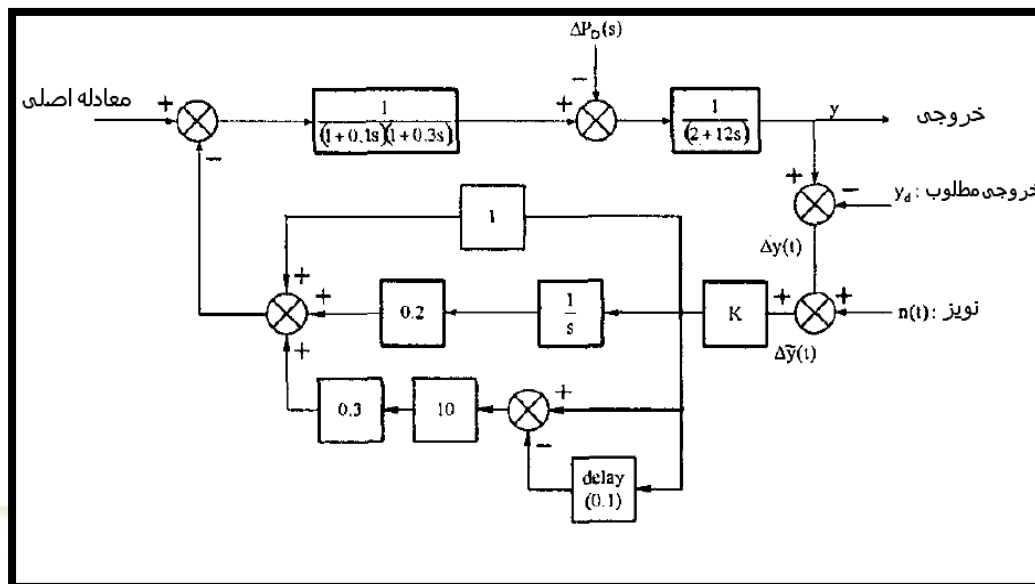 ΔP_D(s)
معادله اصلی
+
−
1
(1+0.1s)(1+0.3s)
−
+
1
(2+12s)
y
خروجی
+
−
y_d : خروجی مطلوب
Δy(t)
1
+
+
+
0.2
1
s
K
+
+
n(t) : نویز
Δỹ(t)
0.3
10
+
−
delay
(0.1)